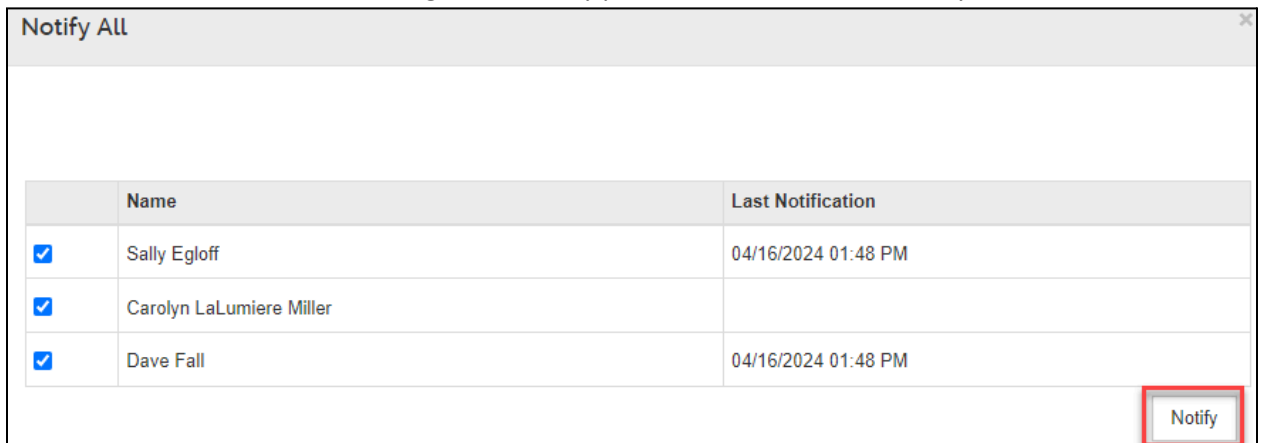 Notify All
×
Name Last Notification
Sally Egloff 04/16/2024 01:48 PM
Carolyn LaLumiere Miller
Dave Fall 04/16/2024 01:48 PM
Notify